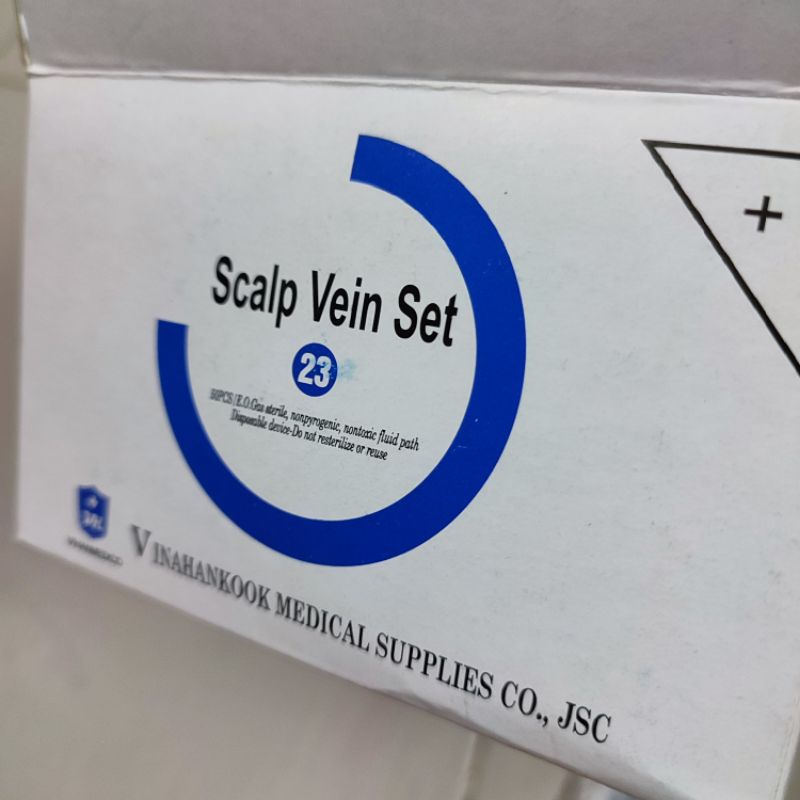 Scalp Vein Set
23
50PCS/E.O.Gas sterile, nonpyrogenic, nontoxic fluid path
Disposable device-Do not resterilize or reuse
+
VINAHANKOOK MEDICAL SUPPLIES CO., JSC